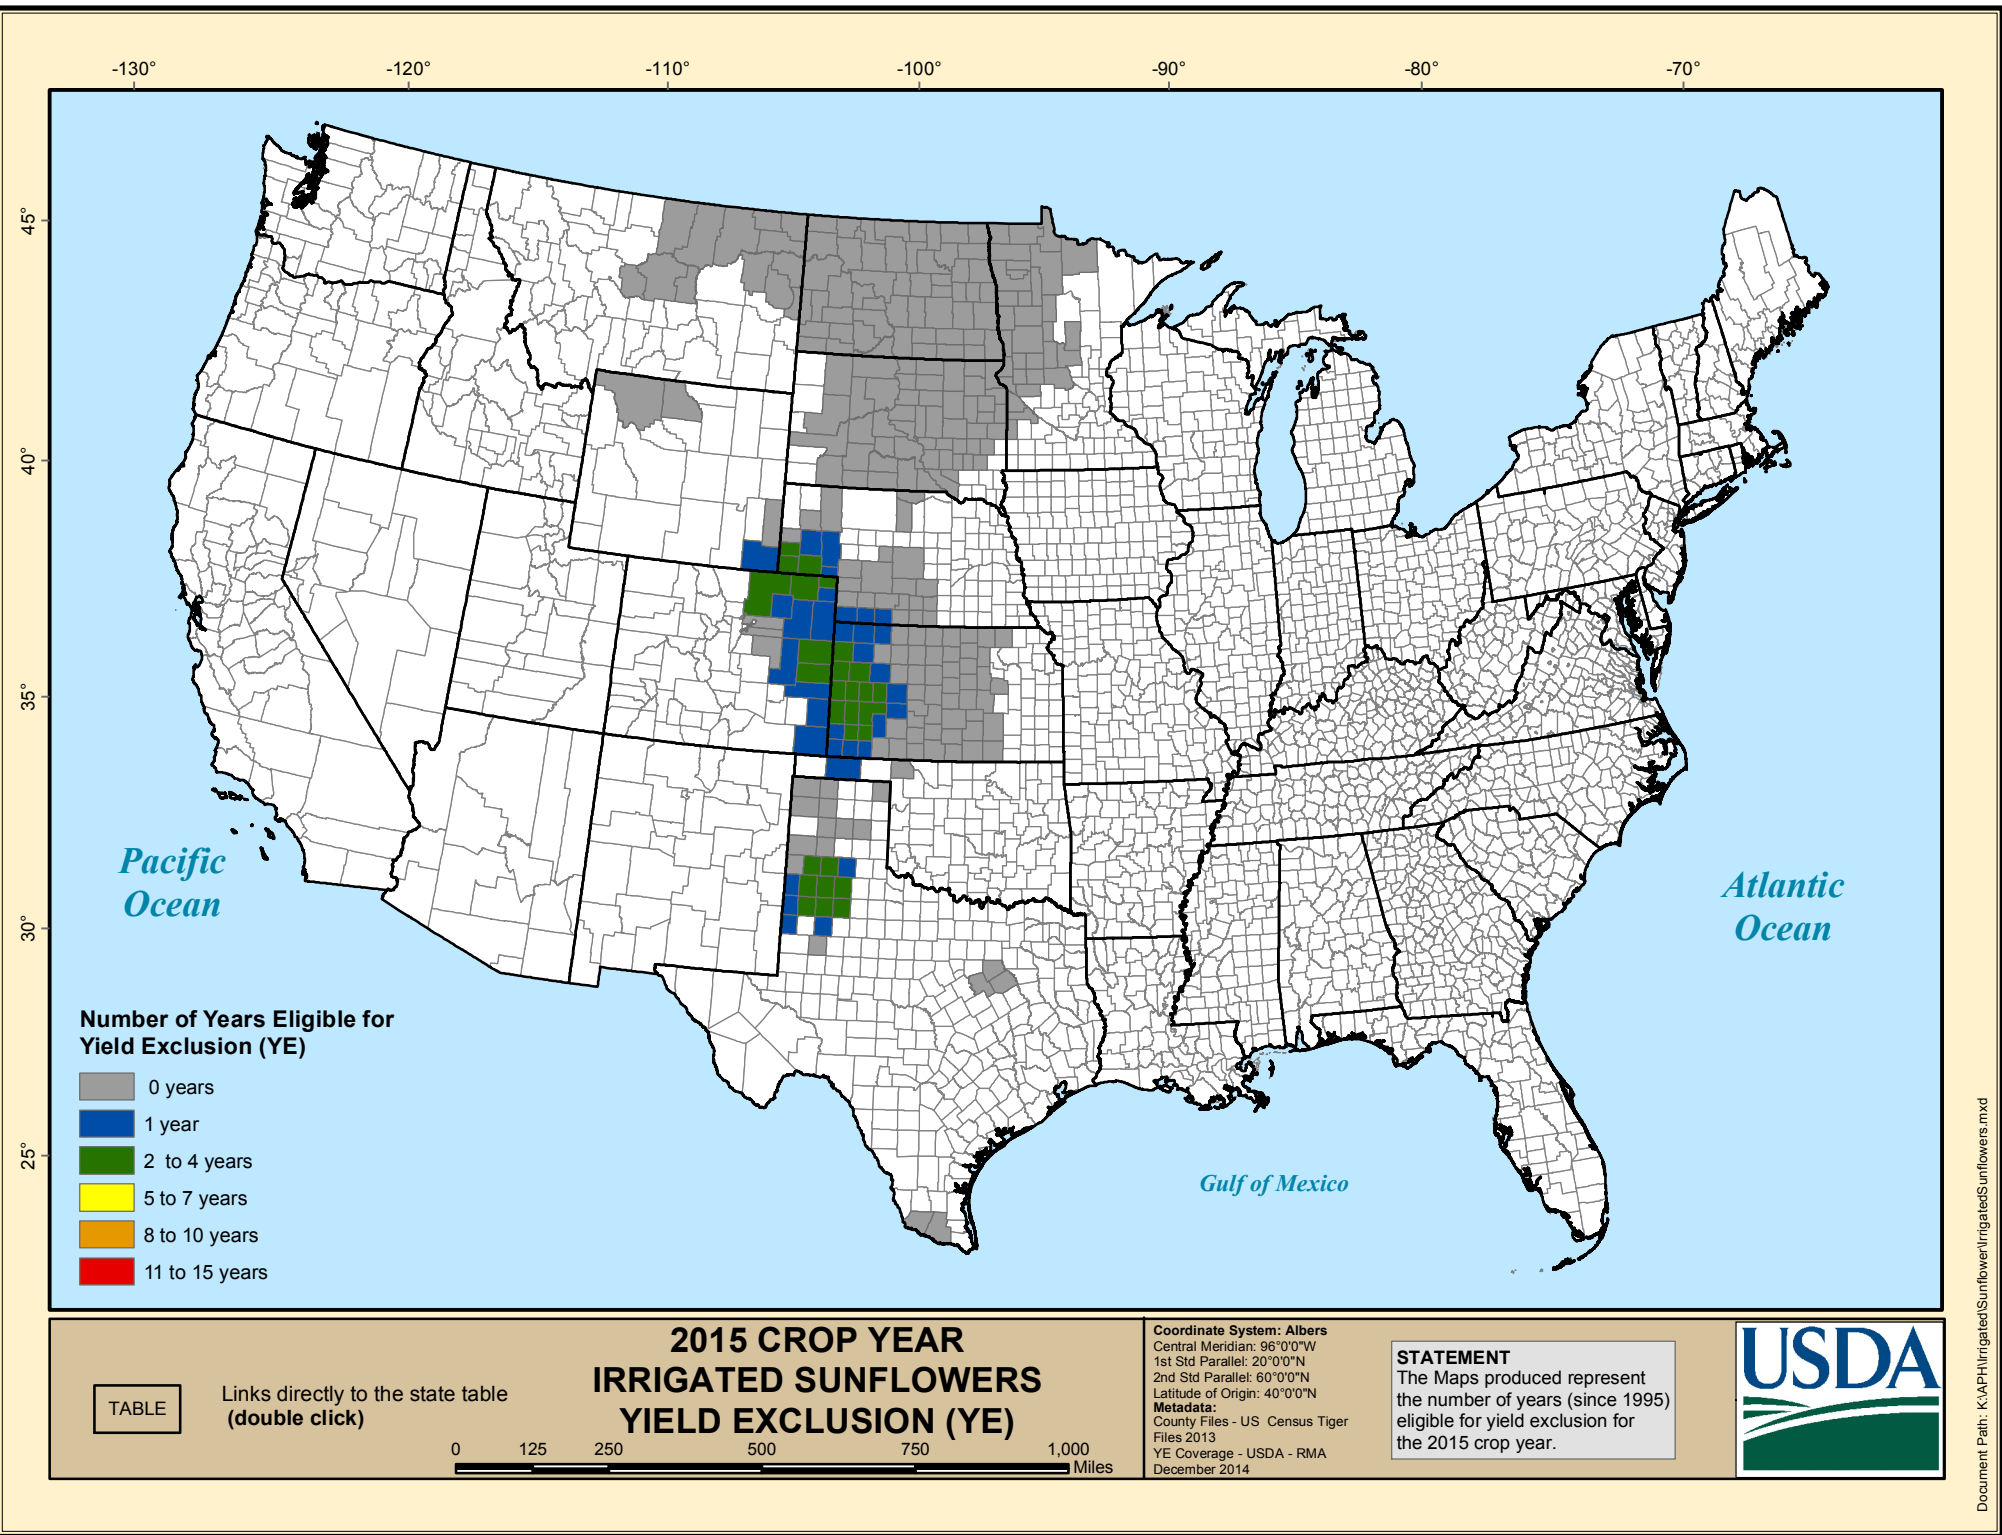 -130°
-120°
-110°
-100°
-90°
-80°
-70°
45°
40°
35°
30°
25°
Pacific
Ocean
Atlantic
Ocean
Gulf of Mexico
Number of Years Eligible for
Yield Exclusion (YE)
0 years
1 year
2 to 4 years
5 to 7 years
8 to 10 years
11 to 15 years
TABLE
Links directly to the state table
(double click)
2015 CROP YEAR
IRRIGATED SUNFLOWERS
YIELD EXCLUSION (YE)
0 125 250 500 750 1,000
Miles
Coordinate System: Albers
Central Meridian: 96°0'0"W
1st Std Parallel: 20°0'0"N
2nd Std Parallel: 60°0'0"N
Latitude of Origin: 40°0'0"N
Metadata:
County Files - US Census Tiger
Files 2013
YE Coverage - USDA - RMA
December 2014
STATEMENT
The Maps produced represent
the number of years (since 1995)
eligible for yield exclusion for
the 2015 crop year.
USDA
Document Path: K:\APH\Irrigated\Sunflower\IrrigatedSunflowers.mxd